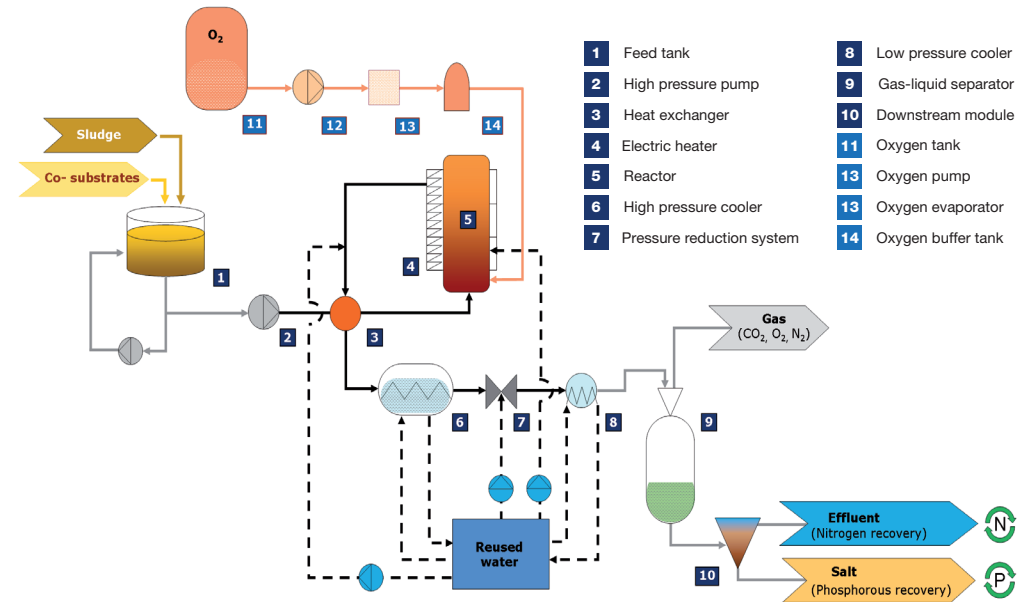 O₂
11
12
13
14
Sludge
Co- substrates
1
2
3
4
5
6
7
8
9
10
Reused
water
Gas
(CO₂, O₂, N₂)
Effluent
(Nitrogen recovery)
N
Salt
(Phosphorous recovery)
P
1 Feed tank
2 High pressure pump
3 Heat exchanger
4 Electric heater
5 Reactor
6 High pressure cooler
7 Pressure reduction system
8 Low pressure cooler
9 Gas-liquid separator
10 Downstream module
11 Oxygen tank
13 Oxygen pump
13 Oxygen evaporator
14 Oxygen buffer tank